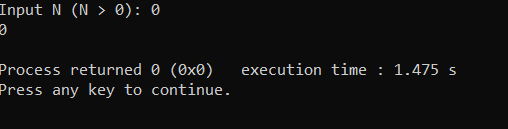 Input N (N > 0): 0
0
Process returned 0 (0x0)   execution time : 1.475 s
Press any key to continue.